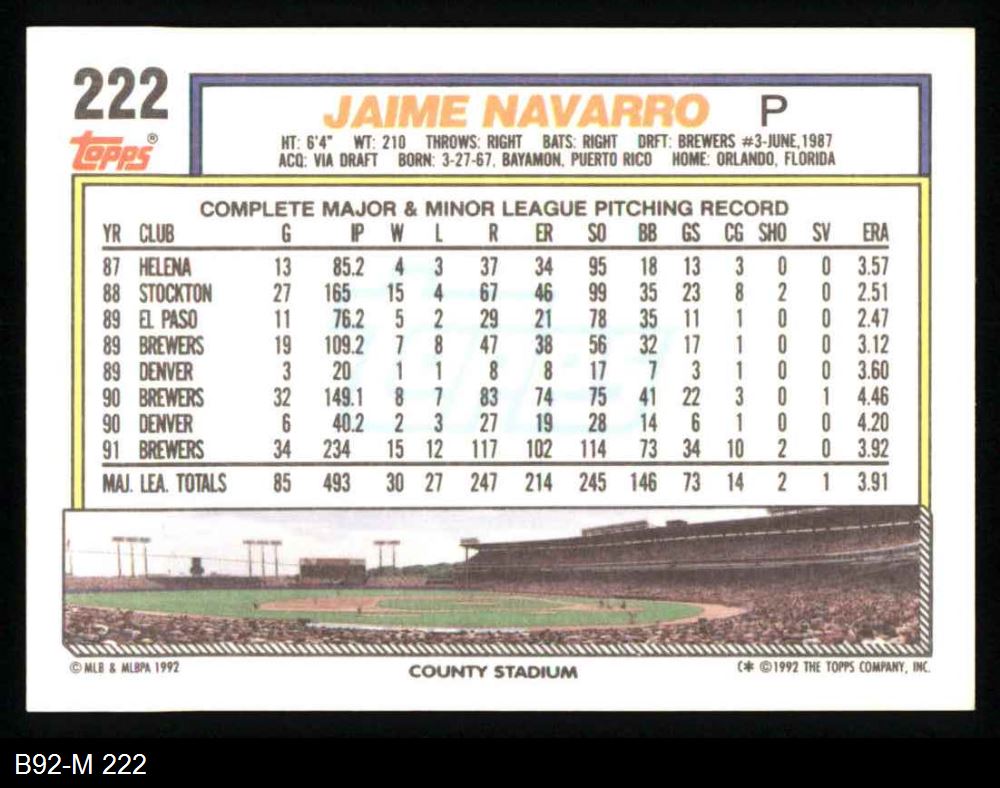 222
JAIME NAVARRO P
Topps®
HT: 6'4" WT: 210 THROWS: RIGHT BATS: RIGHT DRFT: BREWERS #3-JUNE, 1987
ACQ: VIA DRAFT BORN: 3-27-67, BAYAMON, PUERTO RICO HOME: ORLANDO, FLORIDA
COMPLETE MAJOR & MINOR LEAGUE PITCHING RECORD
YR CLUB G IP W L R ER SO BB GS CG SHO SV ERA
87 HELENA 13 85.2 4 3 37 34 95 18 13 3 0 0 3.57
88 STOCKTON 27 165 15 4 67 46 99 35 23 8 2 0 2.51
89 EL PASO 11 76.2 5 2 29 21 78 35 11 1 0 0 2.47
89 BREWERS 19 109.2 7 8 47 38 56 32 17 1 0 0 3.12
89 DENVER 3 20 1 1 8 8 17 7 3 1 0 0 3.60
90 BREWERS 32 149.1 8 7 83 74 75 41 22 3 0 1 4.46
90 DENVER 6 40.2 2 3 27 19 28 14 6 1 0 0 4.20
91 BREWERS 34 234 15 12 117 102 114 73 34 10 2 0 3.92
MAJ. LEA. TOTALS 85 493 30 27 247 214 245 146 73 14 2 1 3.91
Topps
© MLB & MLBPA 1992 COUNTY STADIUM (* ©1992 THE TOPPS COMPANY, INC.
B92-M 222